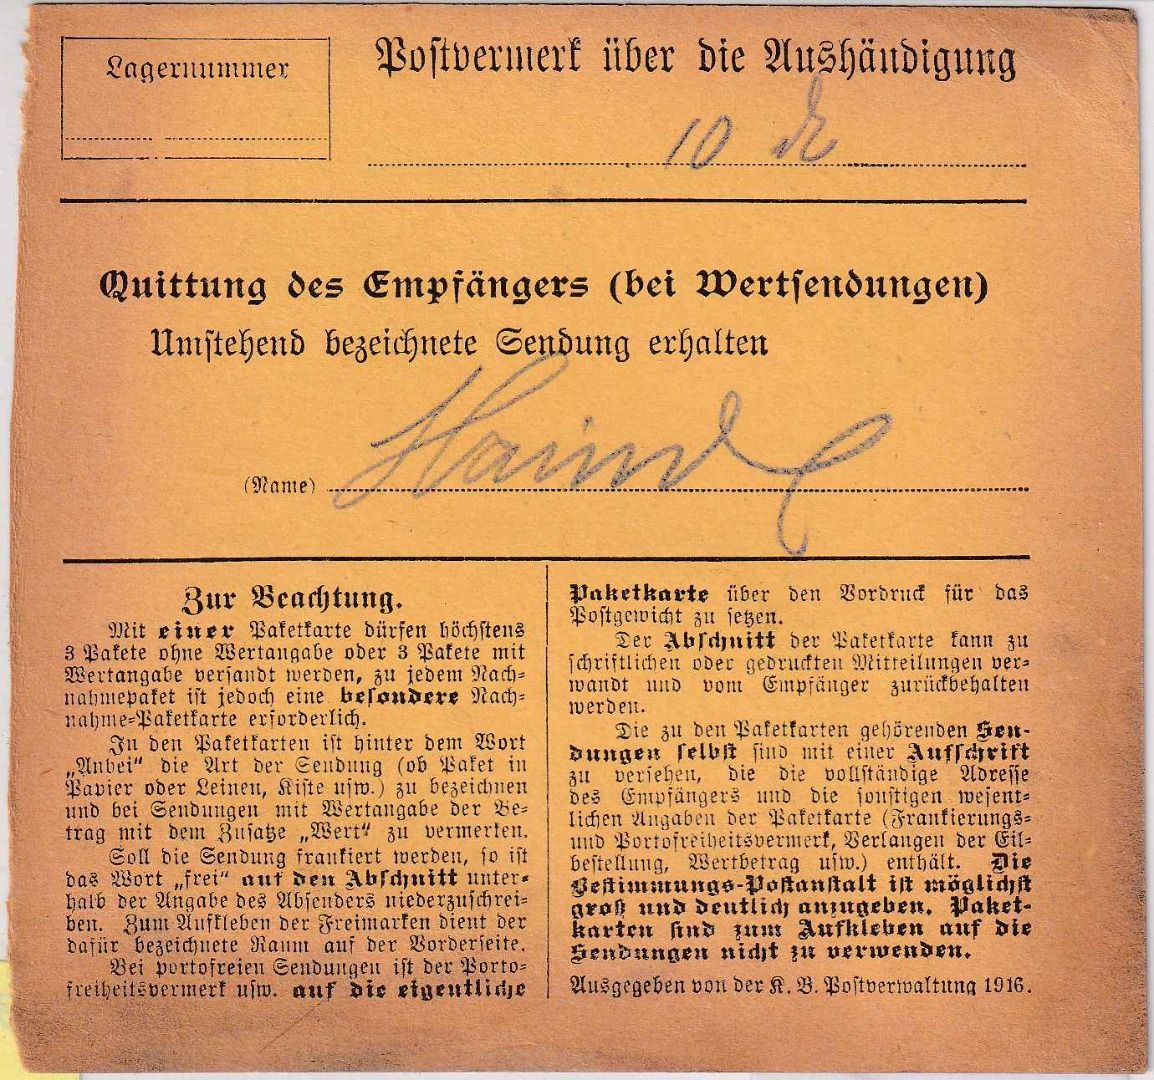 Lagernummer
Postvermerk über die Aushändigung
10
Quittung des Empfängers (bei Wertsendungen)
Umstehend bezeichnete Sendung erhalten
(Name)
Zur Beachtung.
Mit einer Paketkarte dürfen höchstens
3 Pakete ohne Wertangabe oder 3 Pakete mit
Wertangabe versandt werden, zu jedem Nach-
nahmepaket ist jedoch eine besondere Nach-
nahme-Paketkarte erforderlich.
In den Paketkarten ist hinter dem Wort
„Anbei“ die Art der Sendung (ob Paket in
Papier oder Leinen, Kiste usw.) zu bezeichnen
und bei Sendungen mit Wertangabe der Be-
trag mit dem Zusatze „Wert“ zu vermerken.
Soll die Sendung frankiert werden, so ist
das Wort „frei“ auf den Abschnitt unter-
halb der Angabe des Absenders niederzuschrei-
ben. Zum Aufkleben der Freimarken dient der
dafür bezeichnete Raum auf der Vorderseite.
Bei portofreien Sendungen ist der Porto-
freiheitsvermerk usw. auf die eigentliche
Paketkarte über den Vordruck für das
Postgewicht zu setzen.
Der Abschnitt der Paketkarte kann zu
schriftlichen oder gedruckten Mitteilungen ver-
wandt und vom Empfänger zurückbehalten
werden.
Die zu den Paketkarten gehörenden Sen-
dungen selbst sind mit einer Aufschrift
zu versehen, die die vollständige Adresse
des Empfängers und die sonstigen wesent-
lichen Angaben der Paketkarte (Frankierungs-
und Portofreiheitsvermerk, Verlangen der Eil-
bestellung, Wertbetrag usw.) enthält. Die
Bestimmungs-Postanstalt ist möglichst
groß und deutlich anzugeben. Paket-
karten sind zum Aufkleben auf die
Sendungen nicht zu verwenden.
Ausgegeben von der K. B. Postverwaltung 1916.